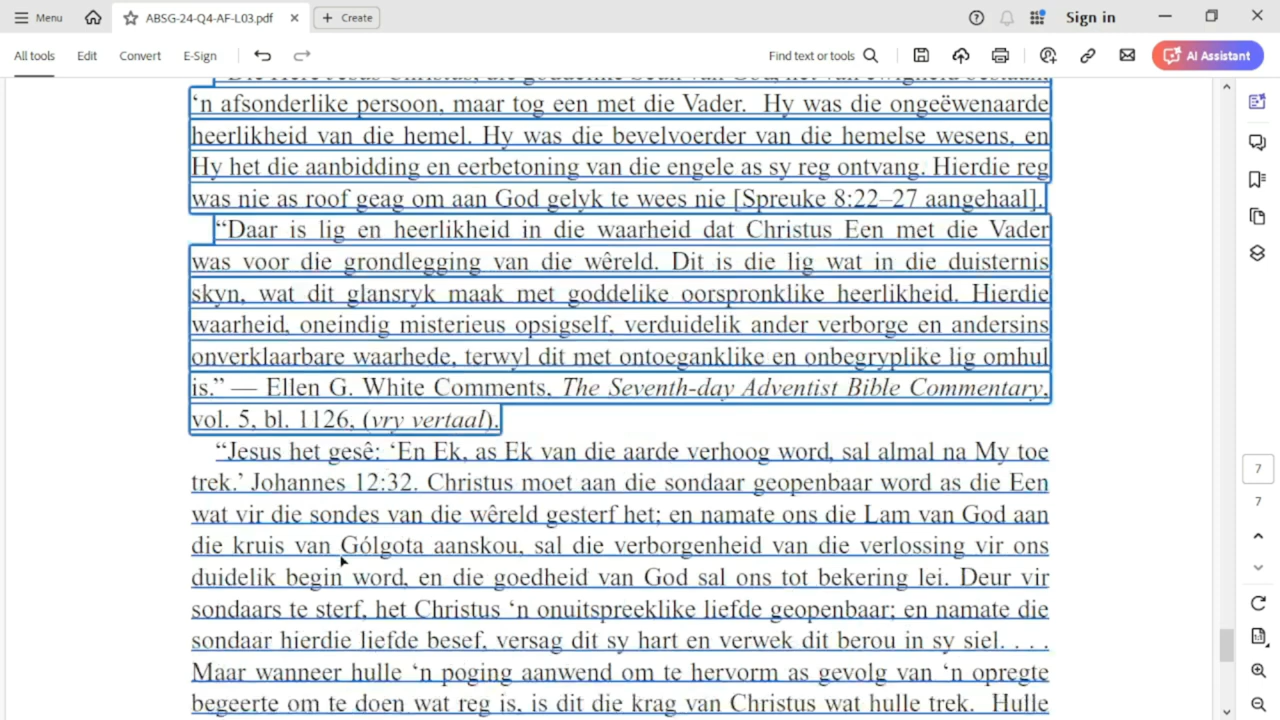 Menu
ABSG-24-Q4-AF-L03.pdf
Create
Sign in
All tools
Edit
Convert
E-Sign
Find text or tools
AI Assistant
“Die Here Jesus Christus, die goddelike Seun van God, het van ewigheid bestaan
‘n afsonderlike persoon, maar tog een met die Vader. Hy was die ongeëwenaarde
heerlikheid van die hemel. Hy was die bevelvoerder van die hemelse wesens, en
Hy het die aanbidding en eerbetoning van die engele as sy reg ontvang. Hierdie reg
was nie as roof geag om aan God gelyk te wees nie [Spreuke 8:22–27 aangehaal].
“Daar is lig en heerlikheid in die waarheid dat Christus Een met die Vader
was voor die grondlegging van die wêreld. Dit is die lig wat in die duisternis
skyn, wat dit glansryk maak met goddelike oorspronklike heerlikheid. Hierdie
waarheid, oneindig misterieus opsigself, verduidelik ander verborge en andersins
onverklaarbare waarhede, terwyl dit met ontoeganklike en onbegryplike lig omhul
is.” — Ellen G. White Comments, The Seventh-day Adventist Bible Commentary,
vol. 5, bl. 1126, (vry vertaal).
“Jesus het gesê: ‘En Ek, as Ek van die aarde verhoog word, sal almal na My toe
trek.’ Johannes 12:32. Christus moet aan die sondaar geopenbaar word as die Een
wat vir die sondes van die wêreld gesterf het; en namate ons die Lam van God aan
die kruis van Gólgota aanskou, sal die verborgenheid van die verlossing vir ons
duidelik begin word, en die goedheid van God sal ons tot bekering lei. Deur vir
sondaars te sterf, het Christus ‘n onuitspreeklike liefde geopenbaar; en namate die
sondaar hierdie liefde besef, versag dit sy hart en verwek dit berou in sy siel. . . .
Maar wanneer hulle ‘n poging aanwend om te hervorm as gevolg van ‘n opregte
begeerte om te doen wat reg is, is dit die krag van Christus wat hulle trek. Hulle
7
7